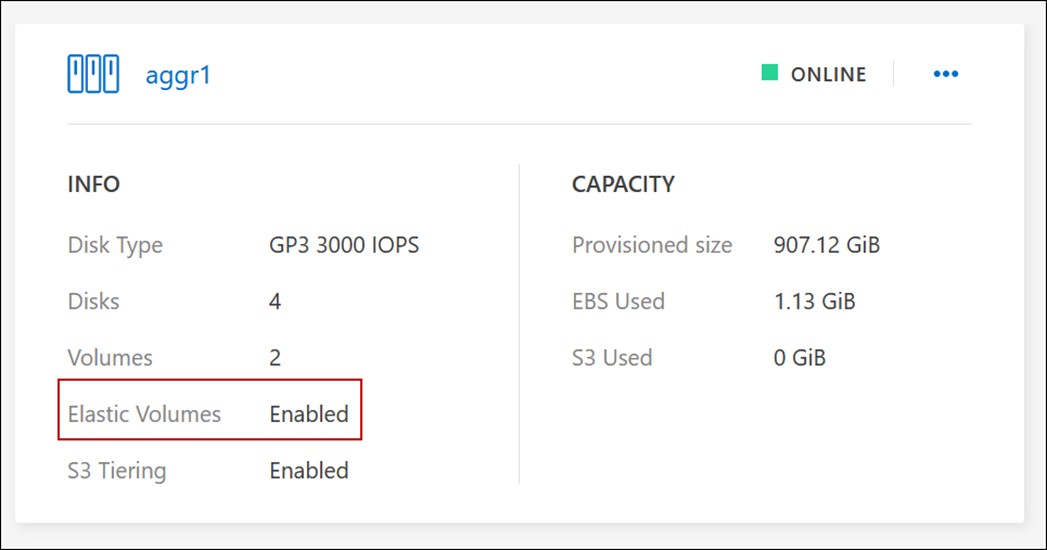 aggr1
ONLINE
INFO
Disk Type GP3 3000 IOPS
Disks 4
Volumes 2
Elastic Volumes Enabled
S3 Tiering Enabled
CAPACITY
Provisioned size 907.12 GiB
EBS Used 1.13 GiB
S3 Used 0 GiB